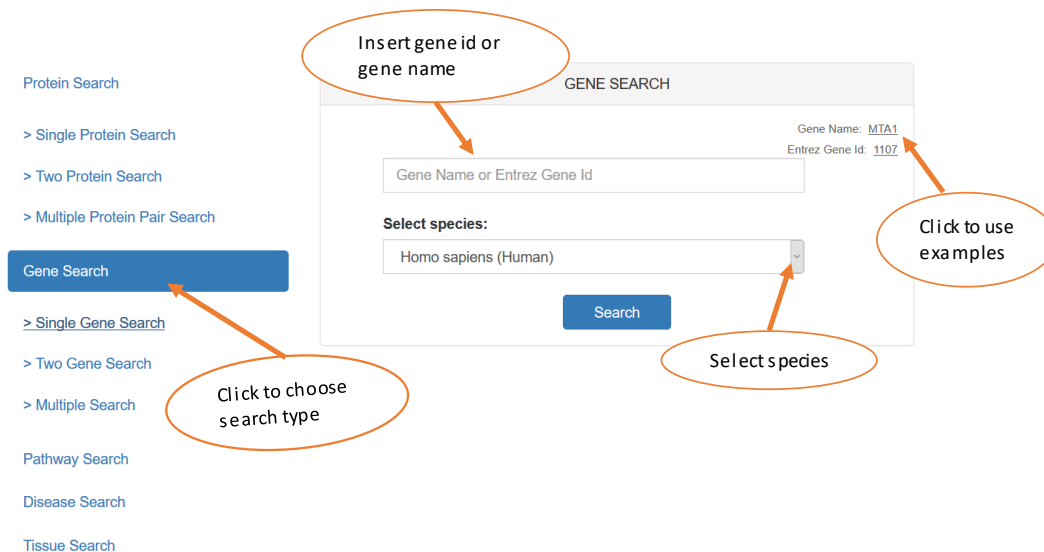 Insert gene id or
gene name
Protein Search
> Single Protein Search
> Two Protein Search
> Multiple Protein Pair Search
Gene Search
> Single Gene Search
> Two Gene Search
> Multiple Search
Pathway Search
Disease Search
Tissue Search
Click to choose
search type
GENE SEARCH
Gene Name: MTA1
Entrez Gene Id: 1107
Gene Name or Entrez Gene Id
Select species:
Homo sapiens (Human)
Search
Click to use
examples
Select species